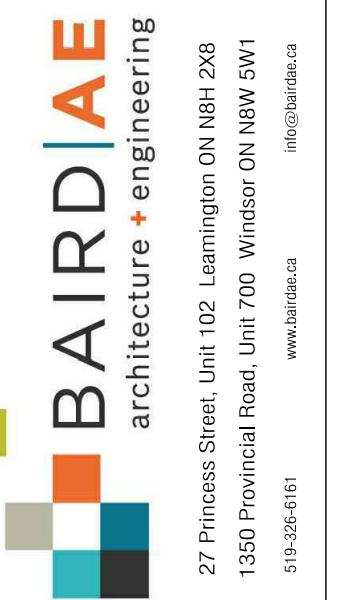 BAIRD|AE
architecture + engineering
27 Princess Street, Unit 102 Leamington ON N8H 2X8
1350 Provincial Road, Unit 700 Windsor ON N8W 5W1
519-326-6161 www.bairdae.ca info@bairdae.ca